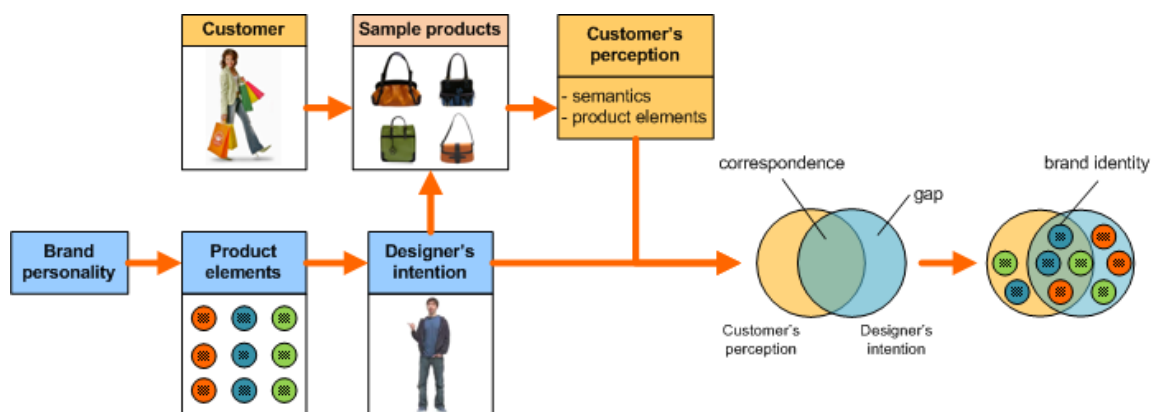 Customer
Sample products
Customer's
perception
- semantics
- product elements
correspondence
brand identity
gap
Brand
personality
Product
elements
Designer's
intention
Customer's
perception
Designer's
intention